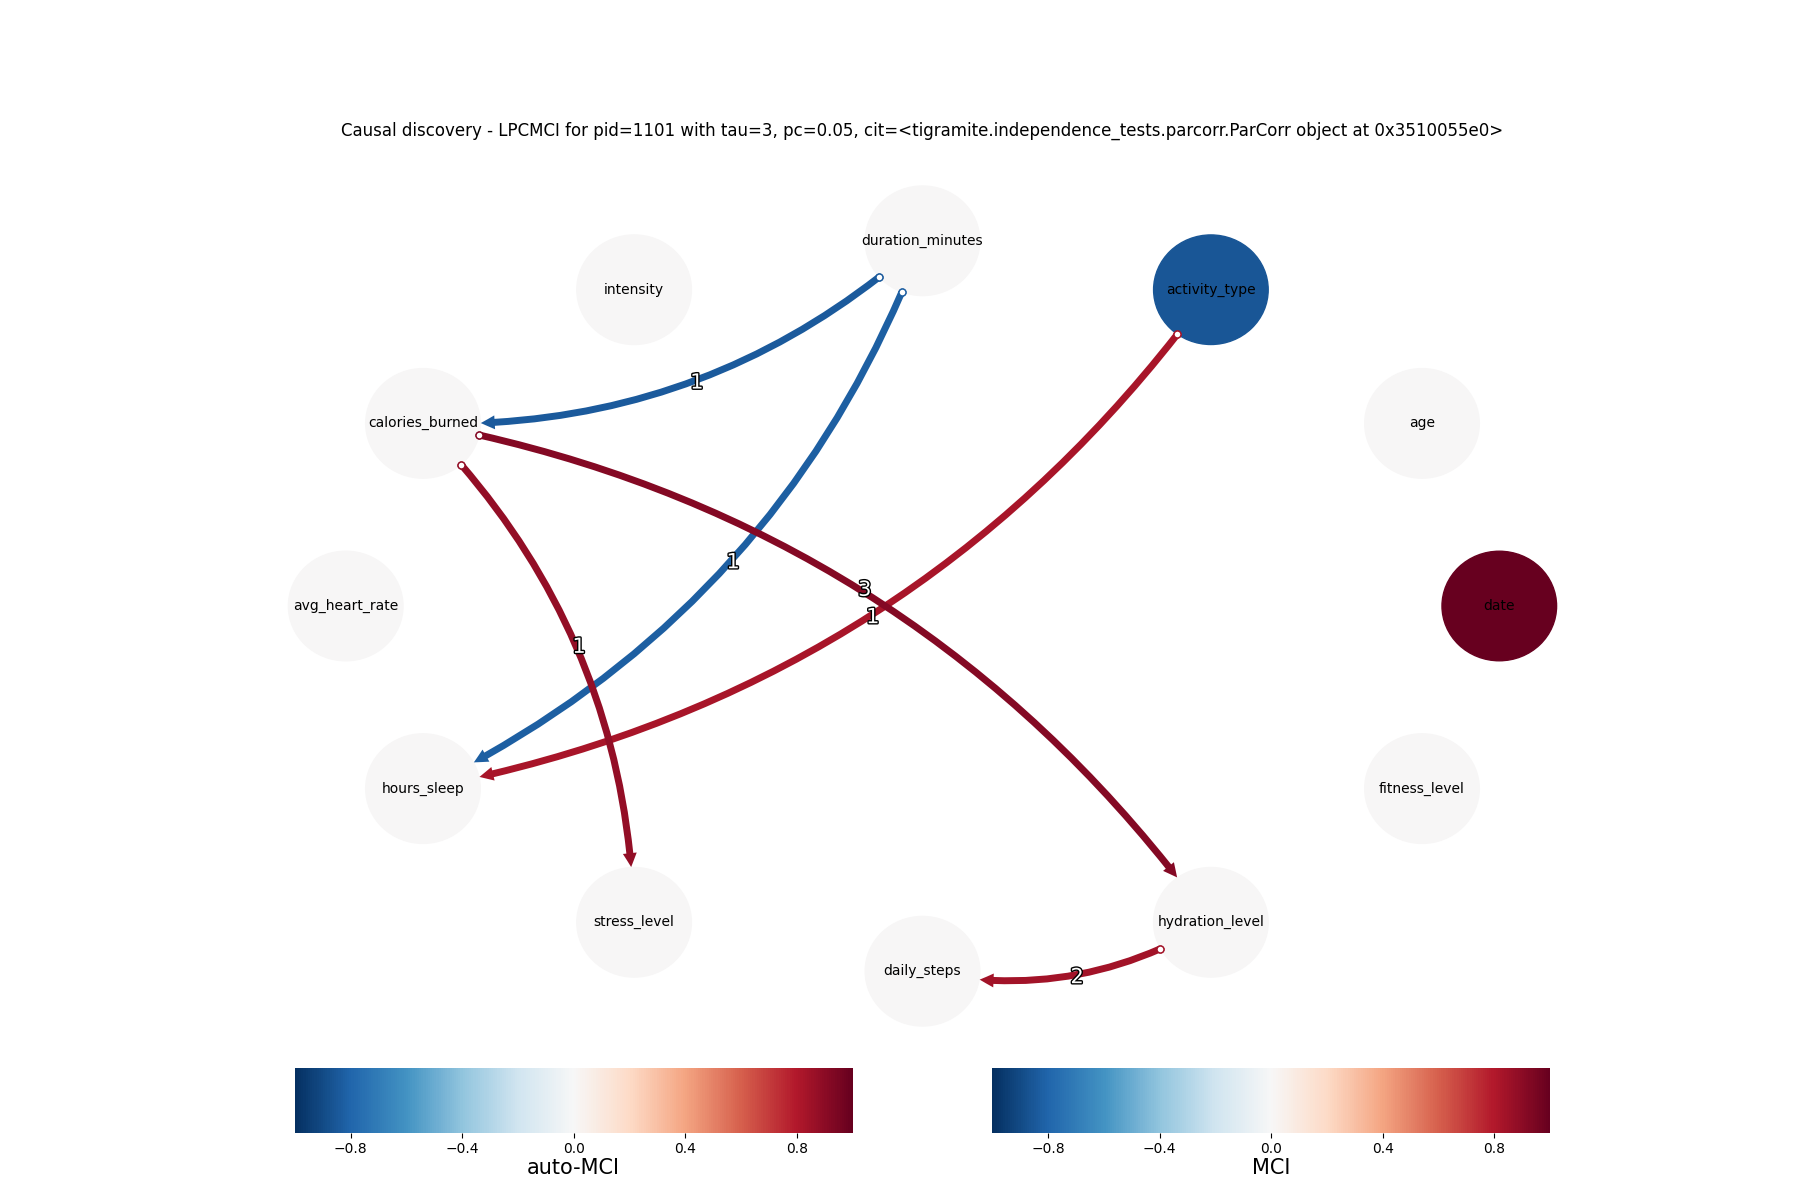 Causal discovery - LPCMCI for pid=1101 with tau=3, pc=0.05, cit=<tigramite.independence_tests.parcorr.ParCorr object at 0x3510055e0>
duration_minutes
intensity
activity_type
1
calories_burned
age
1
3
1
avg_heart_rate
date
1
hours_sleep
fitness_level
stress_level
hydration_level
daily_steps
2
−0.8 −0.4 0.0 0.4 0.8
auto-MCI
−0.8 −0.4 0.0 0.4 0.8
MCI